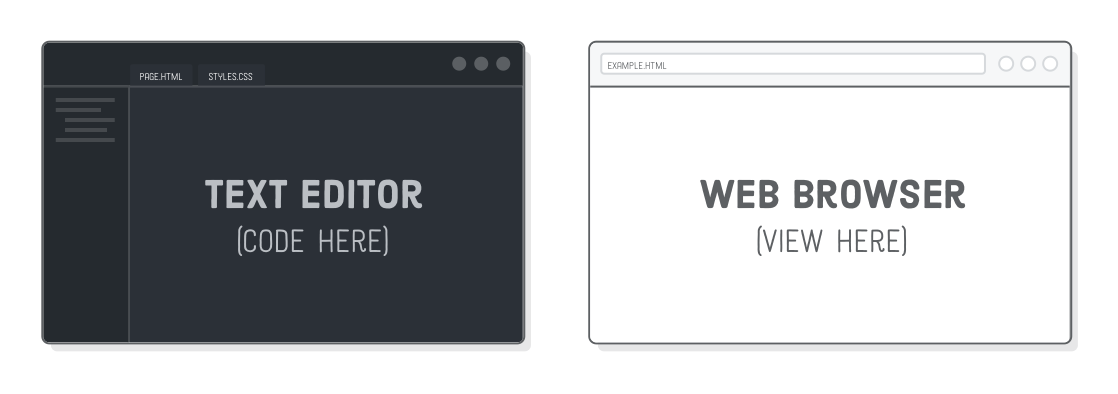 PAGE.HTML
STYLES.CSS
TEXT EDITOR
(CODE HERE)
EXAMPLE.HTML
WEB BROWSER
(VIEW HERE)